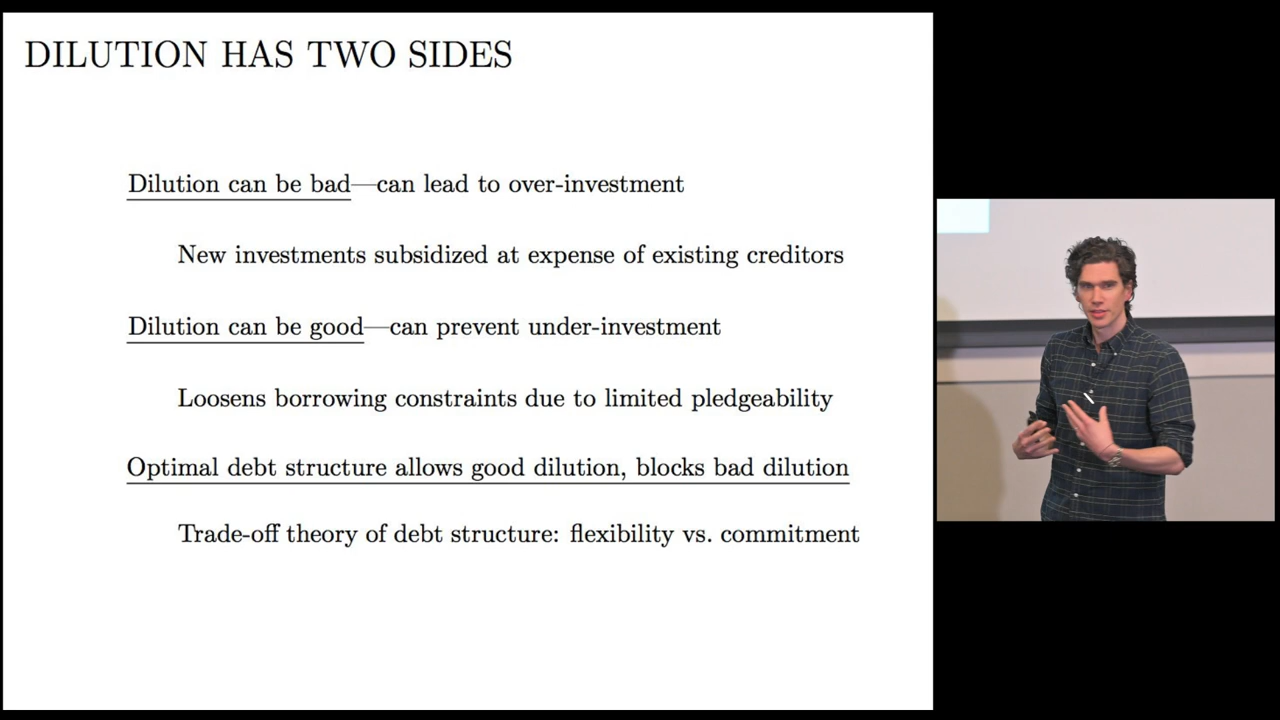 DILUTION HAS TWO SIDES
Dilution can be bad—can lead to over-investment
New investments subsidized at expense of existing creditors
Dilution can be good—can prevent under-investment
Loosens borrowing constraints due to limited pledgeability
Optimal debt structure allows good dilution, blocks bad dilution
Trade-off theory of debt structure: flexibility vs. commitment